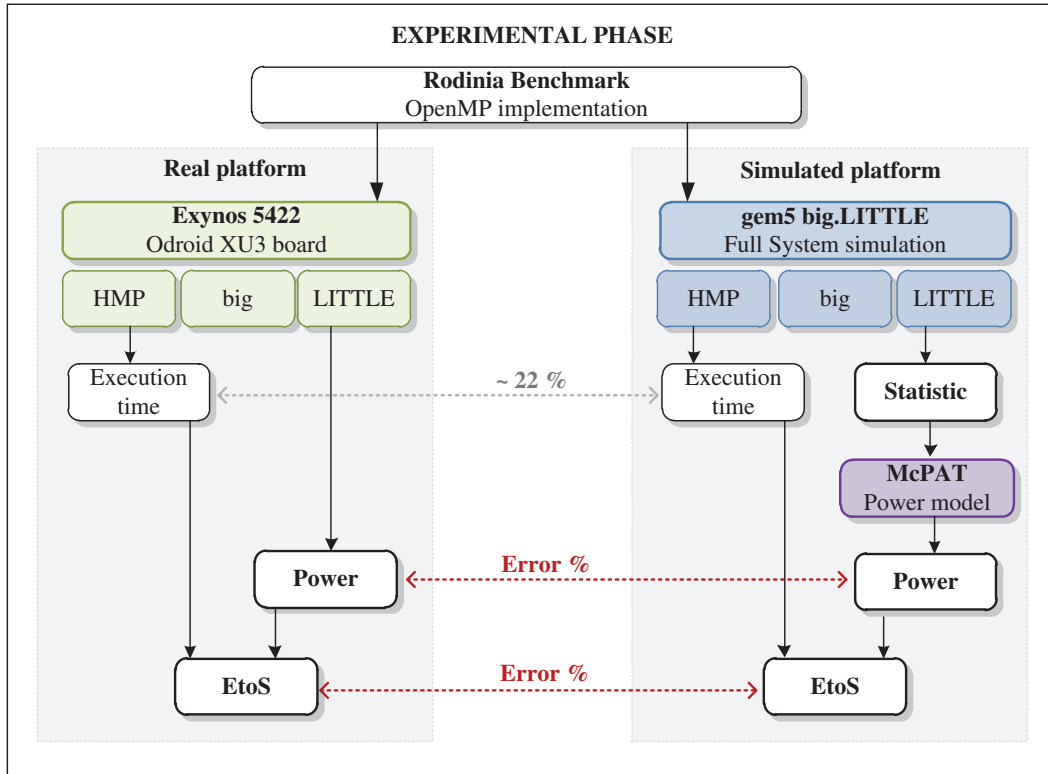 EXPERIMENTAL PHASE
Rodinia Benchmark
OpenMP implementation
Real platform
Exynos 5422
Odroid XU3 board
HMP
big
LITTLE
Execution
time
Power
EtoS
~ 22 %
Error %
Error %
Simulated platform
gem5 big.LITTLE
Full System simulation
HMP
big
LITTLE
Execution
time
Statistic
McPAT
Power model
Power
EtoS